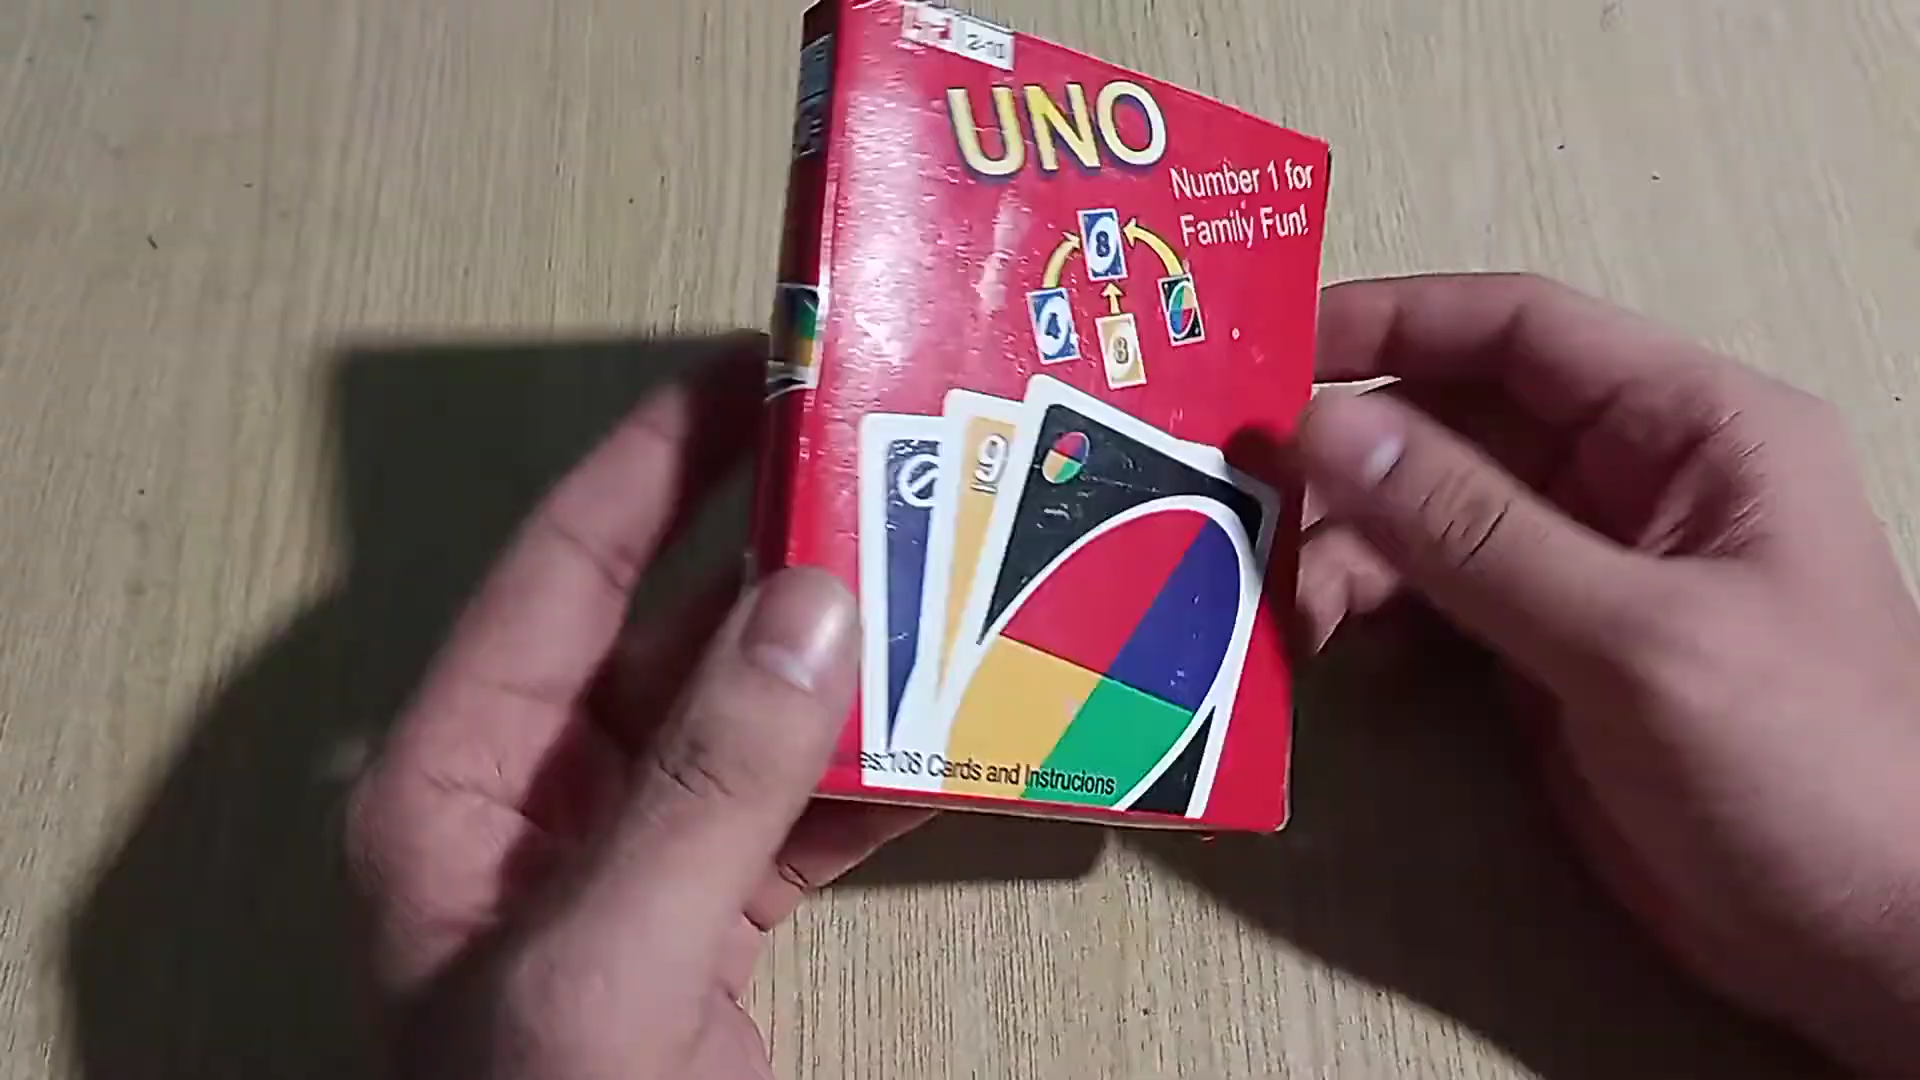 2-10
UNO
Number 1 for
Family Fun!
8
4
8
9
es:108 Cards and Instrucions